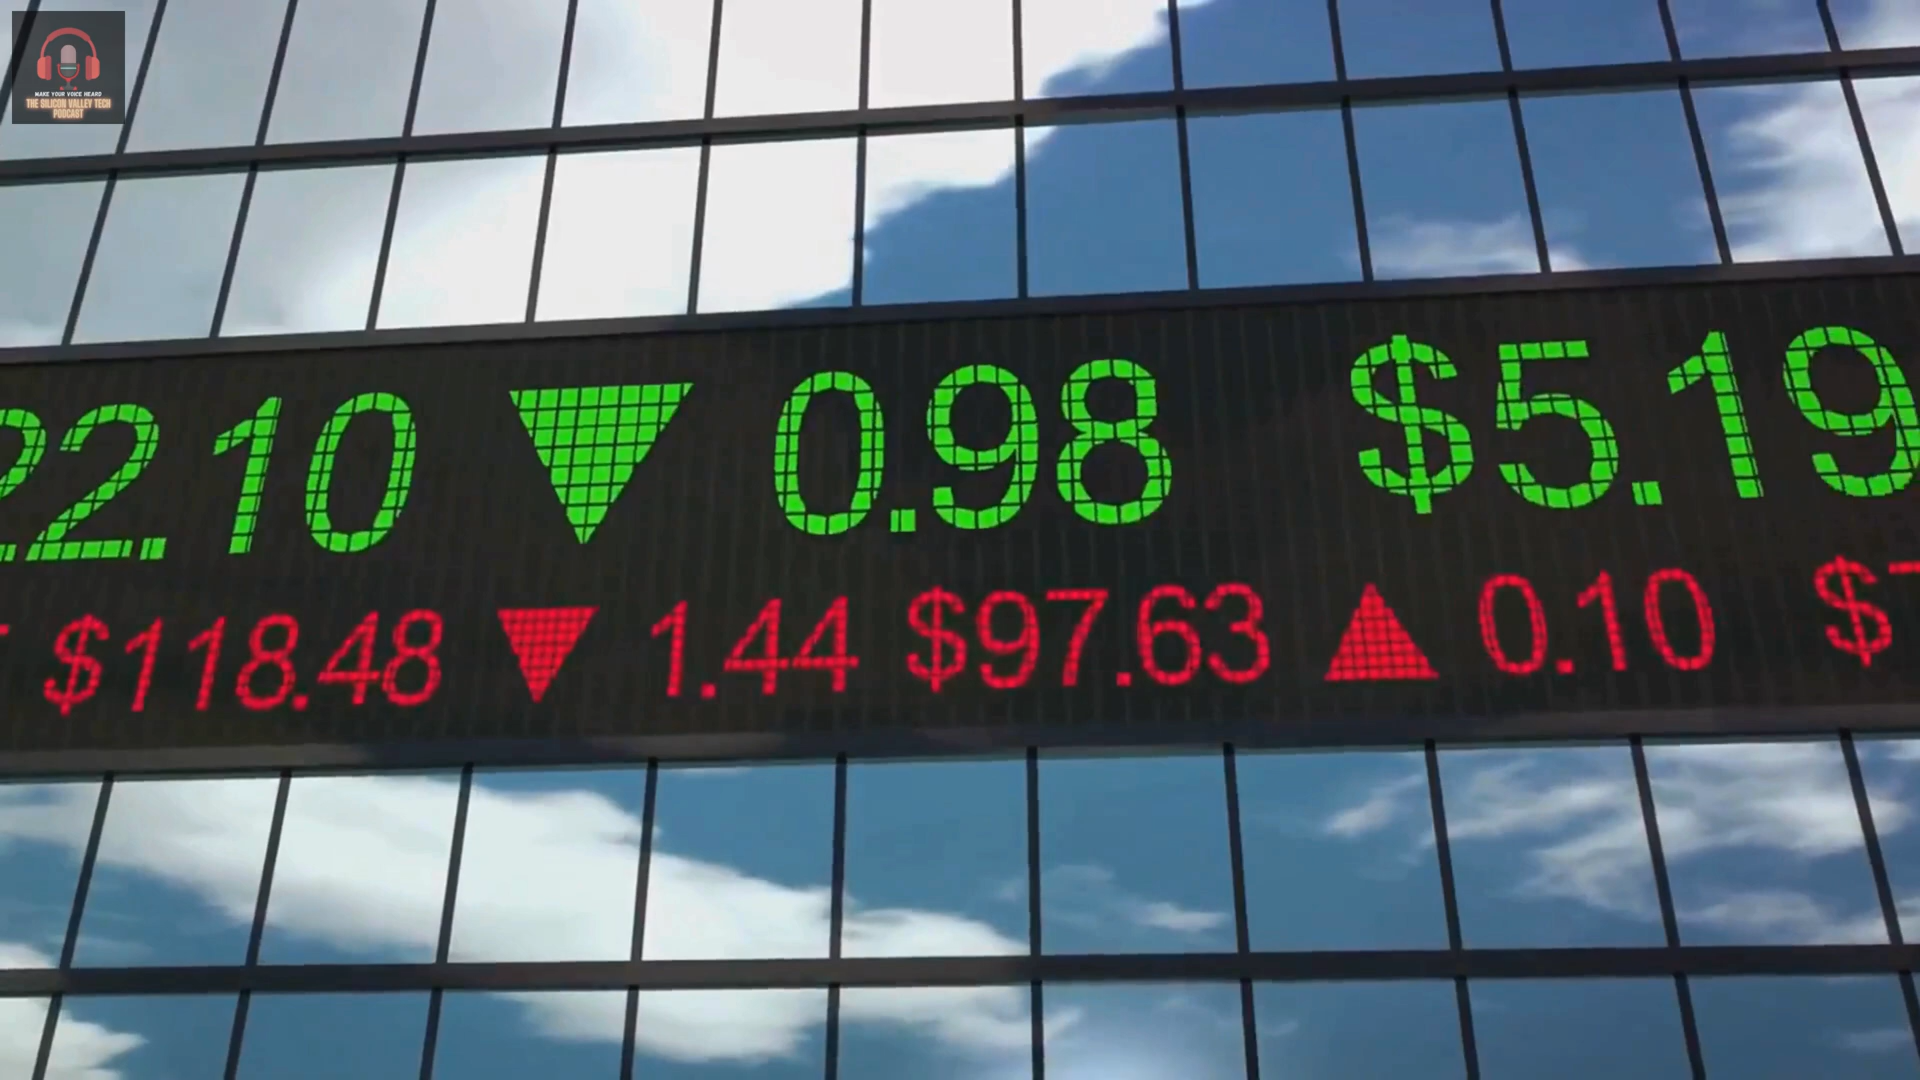 MAKE YOUR VOICE HEARD
THE SILICON VALLEY TECH
PODCAST
22.10 ▼ 0.98 $5.19
$118.48 ▼ 1.44 $97.63 ▲ 0.10 $